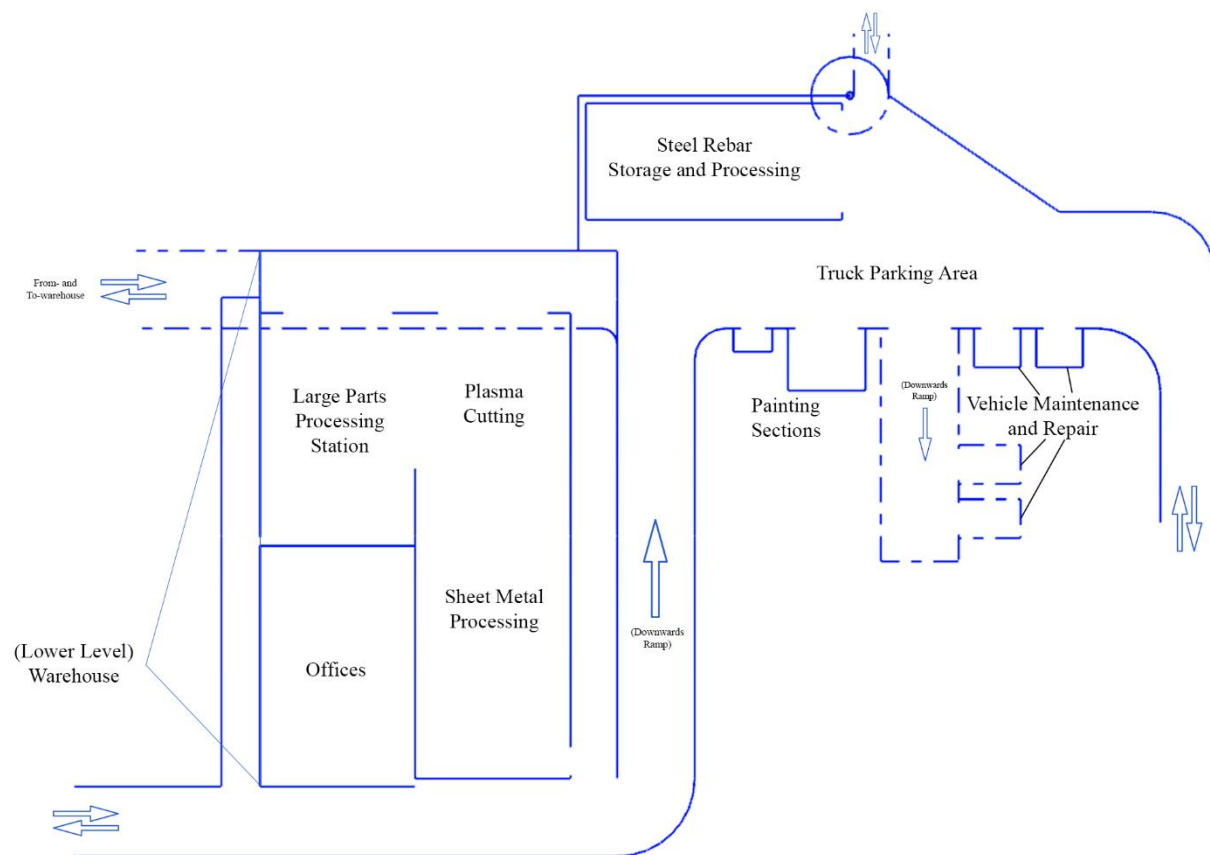 Steel Rebar
Storage and Processing
From- and
To-warehouse
Truck Parking Area
Large Parts
Processing
Station
Plasma
Cutting
Painting
Sections
(Downwards
Ramp)
Vehicle Maintenance
and Repair
Sheet Metal
Processing
(Downwards
Ramp)
(Lower Level)
Warehouse
Offices